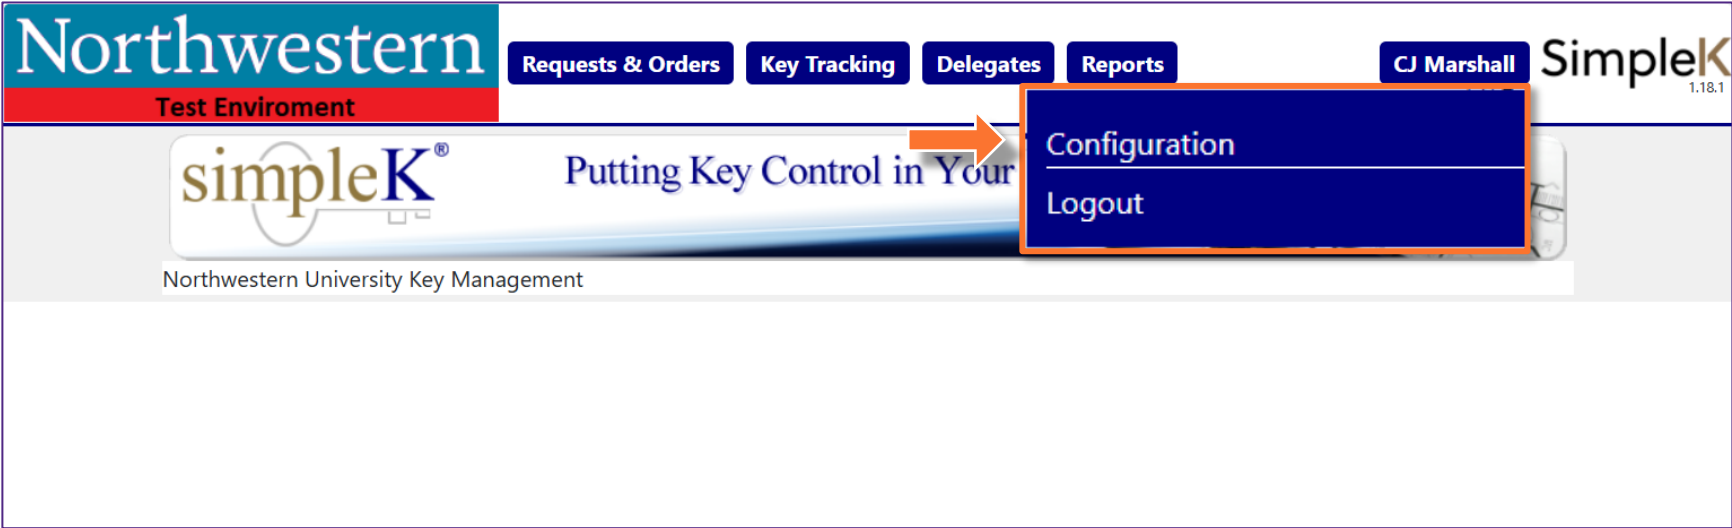 Northwestern
Test Enviroment
Requests & Orders
Key Tracking
Delegates
Reports
CJ Marshall
SimpleK
1.18.1
simpleK®
Putting Key Control in Your
Configuration
Logout
Northwestern University Key Management